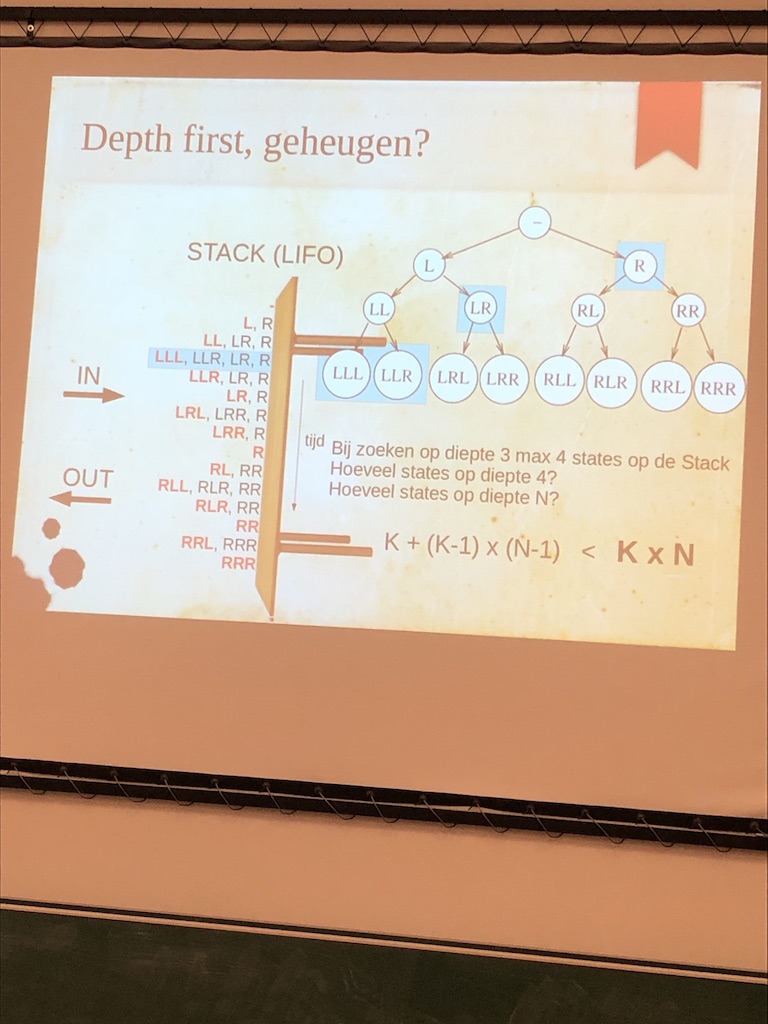 Depth first, geheugen?
STACK (LIFO)
-
L, R
LL, LR, R
LLL, LLR, LR, R
LLR, LR, R
LR, R
LRL, LRR, R
LRR, R
R
RL, RR
RLL, RLR, RR
RLR, RR
RR
RRL, RRR
RRR
IN
OUT
tijd
–
L R
LL LR RL RR
LLL LLR LRL LRR RLL RLR RRL RRR
Bij zoeken op diepte 3 max 4 states op de Stack
Hoeveel states op diepte 4?
Hoeveel states op diepte N?
K + (K-1) x (N-1) < K x N